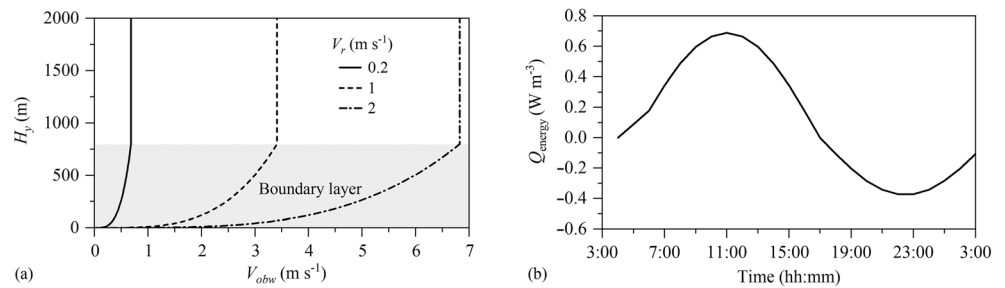 2000
1500
1000
500
0
H_y (m)
V_r (m s⁻¹)
0.2
1
2
Boundary layer
0 1 2 3 4 5 6 7
V_obw (m s⁻¹)
(a)
0.8
0.6
0.4
0.2
0.0
−0.2
−0.4
−0.6
Q_energy (W m⁻³)
3:00 7:00 11:00 15:00 19:00 23:00 3:00
Time (hh:mm)
(b)